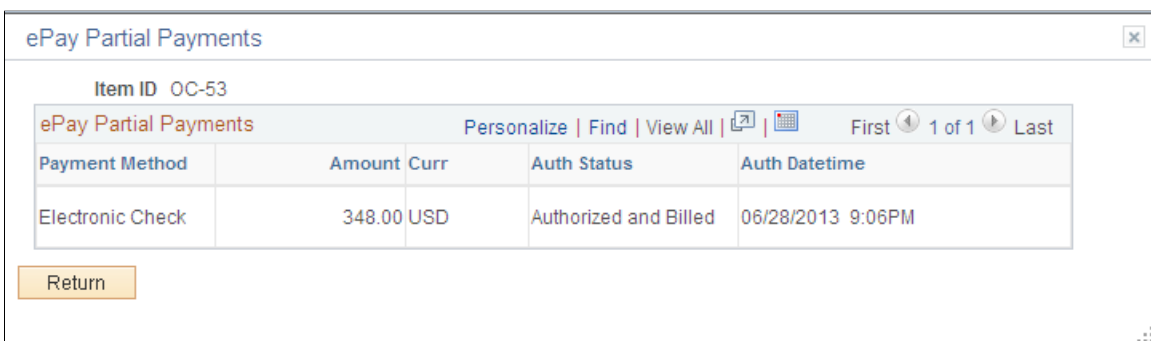 ePay Partial Payments
Item ID OC-53
ePay Partial Payments Personalize | Find | View All | | First 1 of 1 Last
Payment Method Amount Curr Auth Status Auth Datetime
Electronic Check 348.00 USD Authorized and Billed 06/28/2013 9:06PM
Return